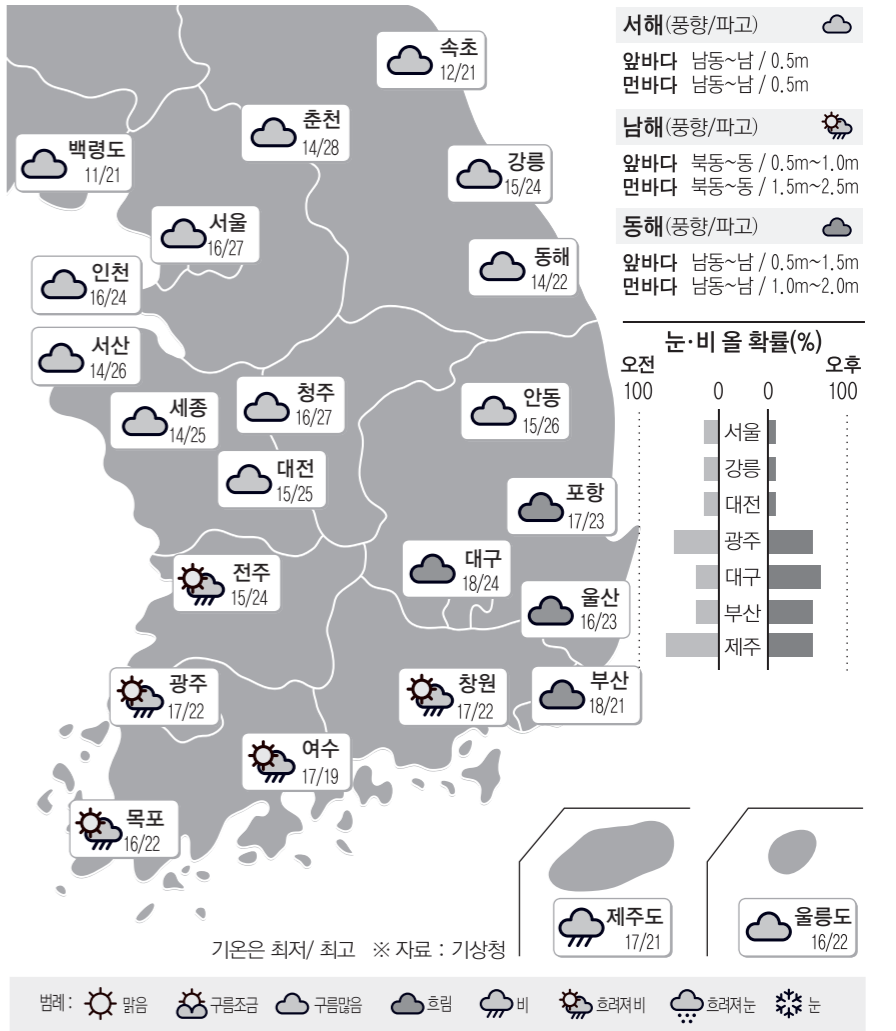 속초
12/21
춘천
14/28
백령도
11/21
강릉
15/24
서울
16/27
동해
14/22
인천
16/24
서산
14/26
청주
16/27
세종
14/25
안동
15/26
대전
15/25
포항
17/23
대구
18/24
전주
15/24
울산
16/23
광주
17/22
창원
17/22
부산
18/21
여수
17/19
목포
16/22
제주도
17/21
울릉도
16/22
서해(풍향/파고)
앞바다 남동~남 / 0.5m
먼바다 남동~남 / 0.5m
남해(풍향/파고)
앞바다 북동~동 / 0.5m~1.0m
먼바다 북동~동 / 1.5m~2.5m
동해(풍향/파고)
앞바다 남동~남 / 0.5m~1.5m
먼바다 남동~남 / 1.0m~2.0m
눈·비 올 확률(%)
오전 오후
100 0 0 100
서울
강릉
대전
광주
대구
부산
제주
기온은 최저/ 최고 ※ 자료 : 기상청
범례 : 맑음 구름조금 구름많음 흐림 비 흐려져 비 흐려져 눈 눈